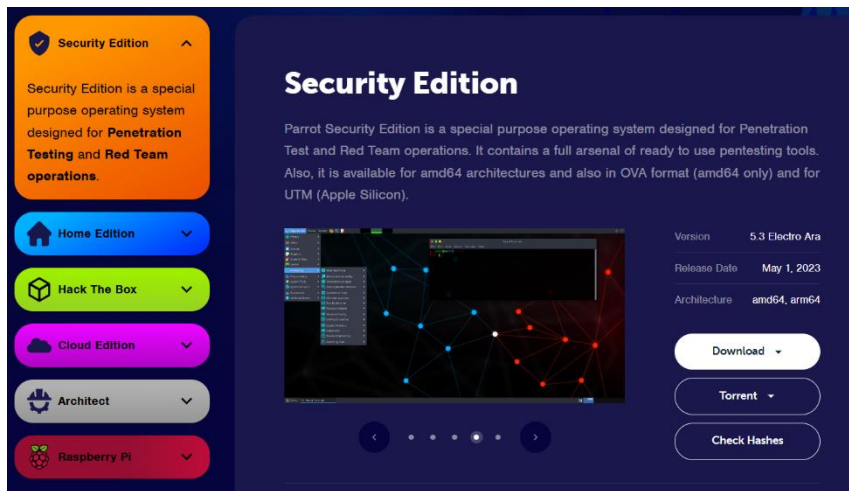 Security Edition
Security Edition is a special
purpose operating system
designed for Penetration
Testing and Red Team
operations.
Home Edition
Hack The Box
Cloud Edition
Architect
Raspberry Pi
Security Edition
Parrot Security Edition is a special purpose operating system designed for Penetration
Test and Red Team operations. It contains a full arsenal of ready to use pentesting tools.
Also, it is available for amd64 architectures and also in OVA format (amd64 only) and for
UTM (Apple Silicon).
Version 5.3 Electro Ara
Release Date May 1, 2023
Architecture amd64, arm64
Download
Torrent
Check Hashes